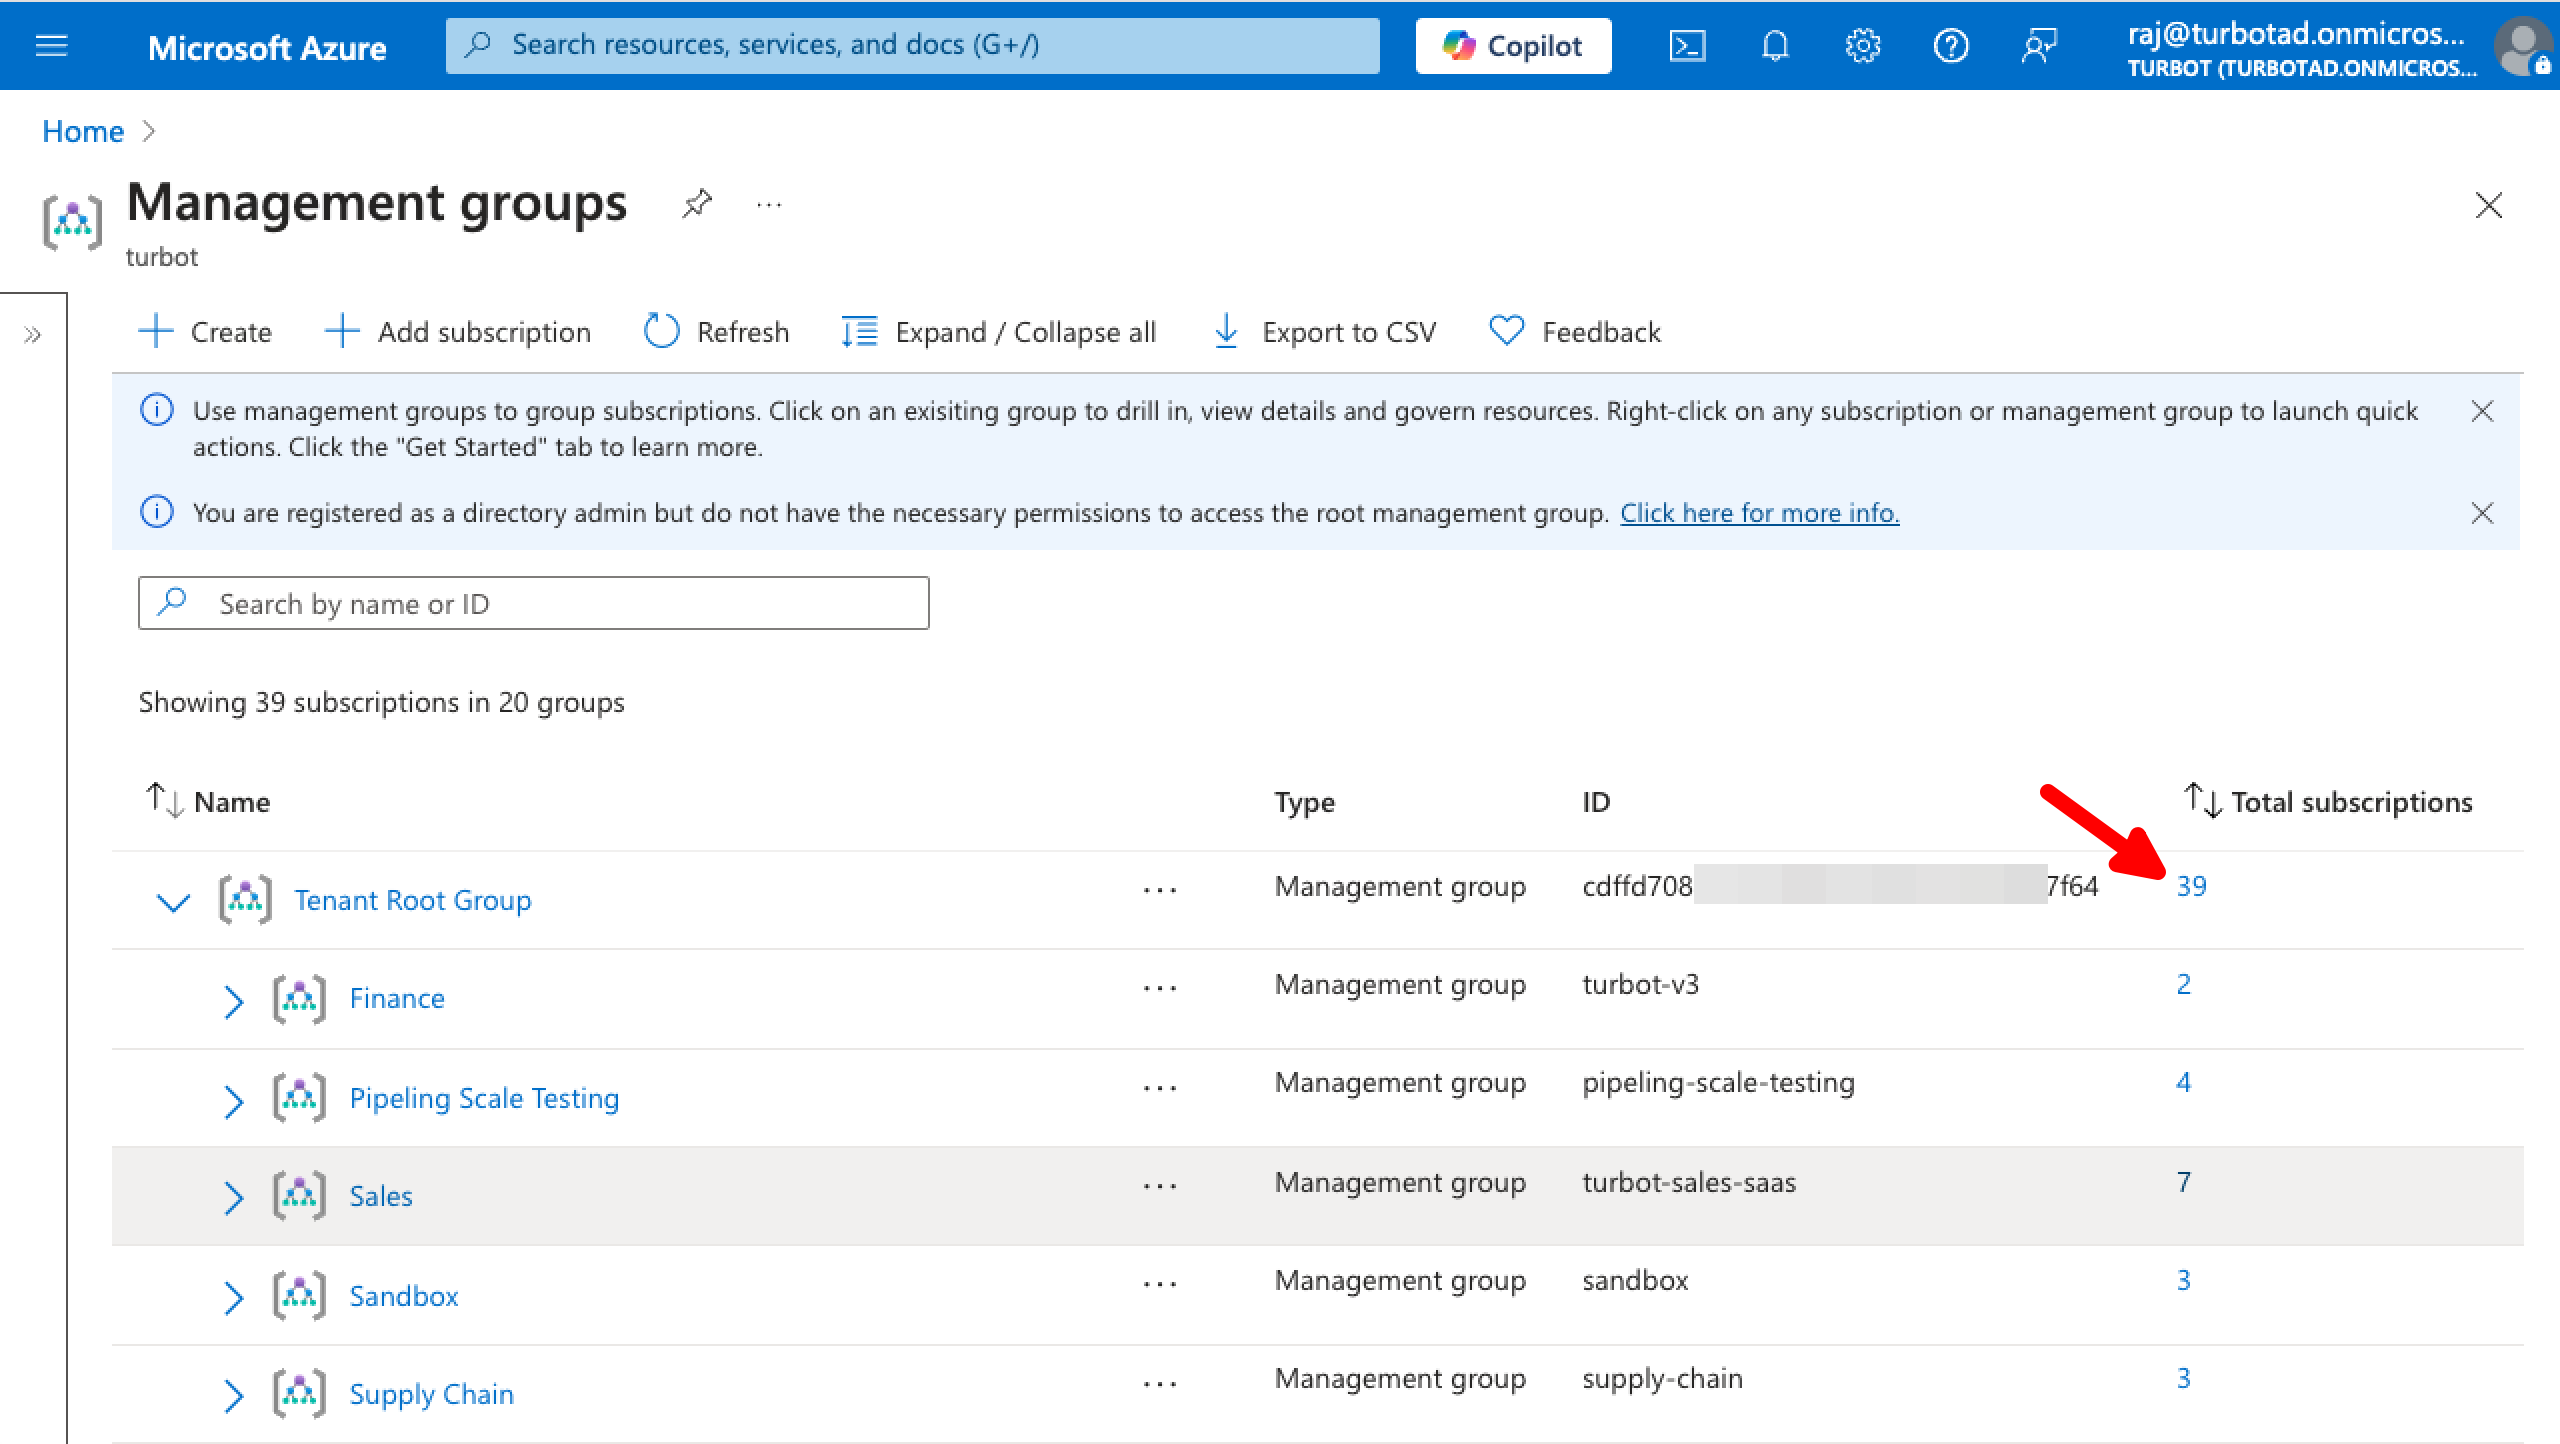 Microsoft Azure
Search resources, services, and docs (G+/)
Copilot
raj@turbotad.onmicros...
TURBOT (TURBOTAD.ONMICROS...
Home
Management groups
turbot
Create
Add subscription
Refresh
Expand / Collapse all
Export to CSV
Feedback
Use management groups to group subscriptions. Click on an exisiting group to drill in, view details and govern resources. Right-click on any subscription or management group to launch quick
actions. Click the "Get Started" tab to learn more.
You are registered as a directory admin but do not have the necessary permissions to access the root management group. Click here for more info.
Search by name or ID
Showing 39 subscriptions in 20 groups
Name Type ID Total subscriptions
Tenant Root Group ... Management group cdffd708 7f64 39
Finance ... Management group turbot-v3 2
Pipeling Scale Testing ... Management group pipeling-scale-testing 4
Sales ... Management group turbot-sales-saas 7
Sandbox ... Management group sandbox 3
Supply Chain ... Management group supply-chain 3